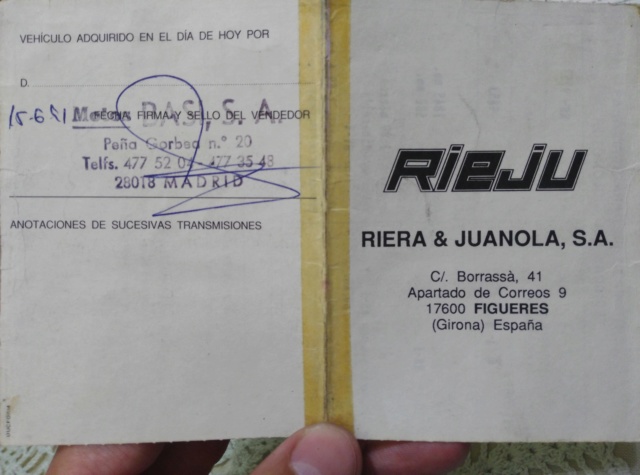 VEHÍCULO ADQUIRIDO EN EL DÍA DE HOY POR
D.
FECHA, FIRMA Y SELLO DEL VENDEDOR
DAS, S. A.
Peña Gorbea n.º 20
Telfs. 477 52 04 - 477 35 48
28018 MADRID
ANOTACIONES DE SUCESIVAS TRANSMISIONES
RIEJU
RIERA & JUANOLA, S.A.
C/. Borrassà, 41
Apartado de Correos 9
17600 FIGUERES
(Girona) España